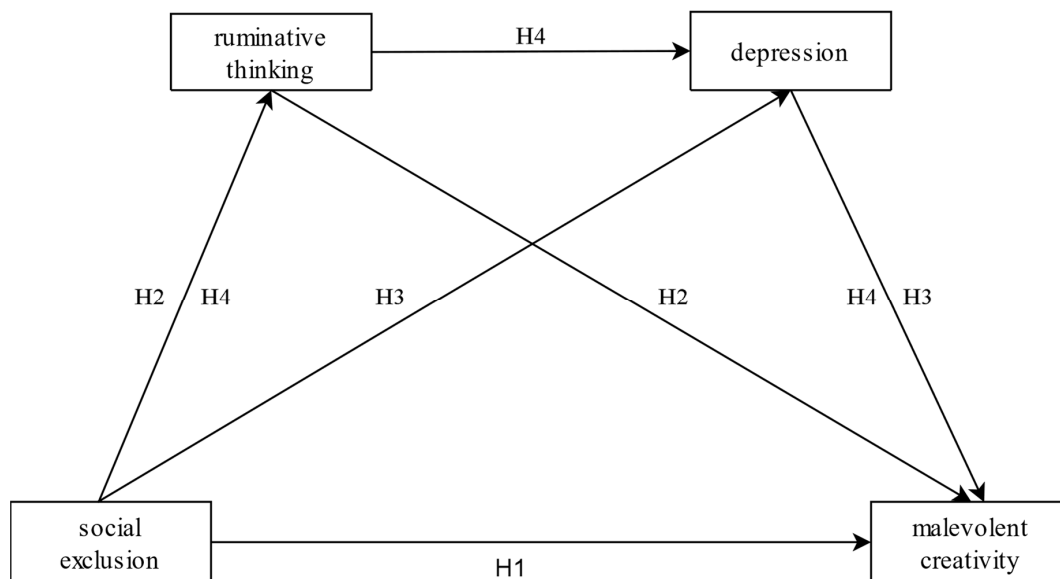 ruminative
thinking
H4
depression
H2
H4
H3
H2
H4
H3
social
exclusion
H1
malevolent
creativity